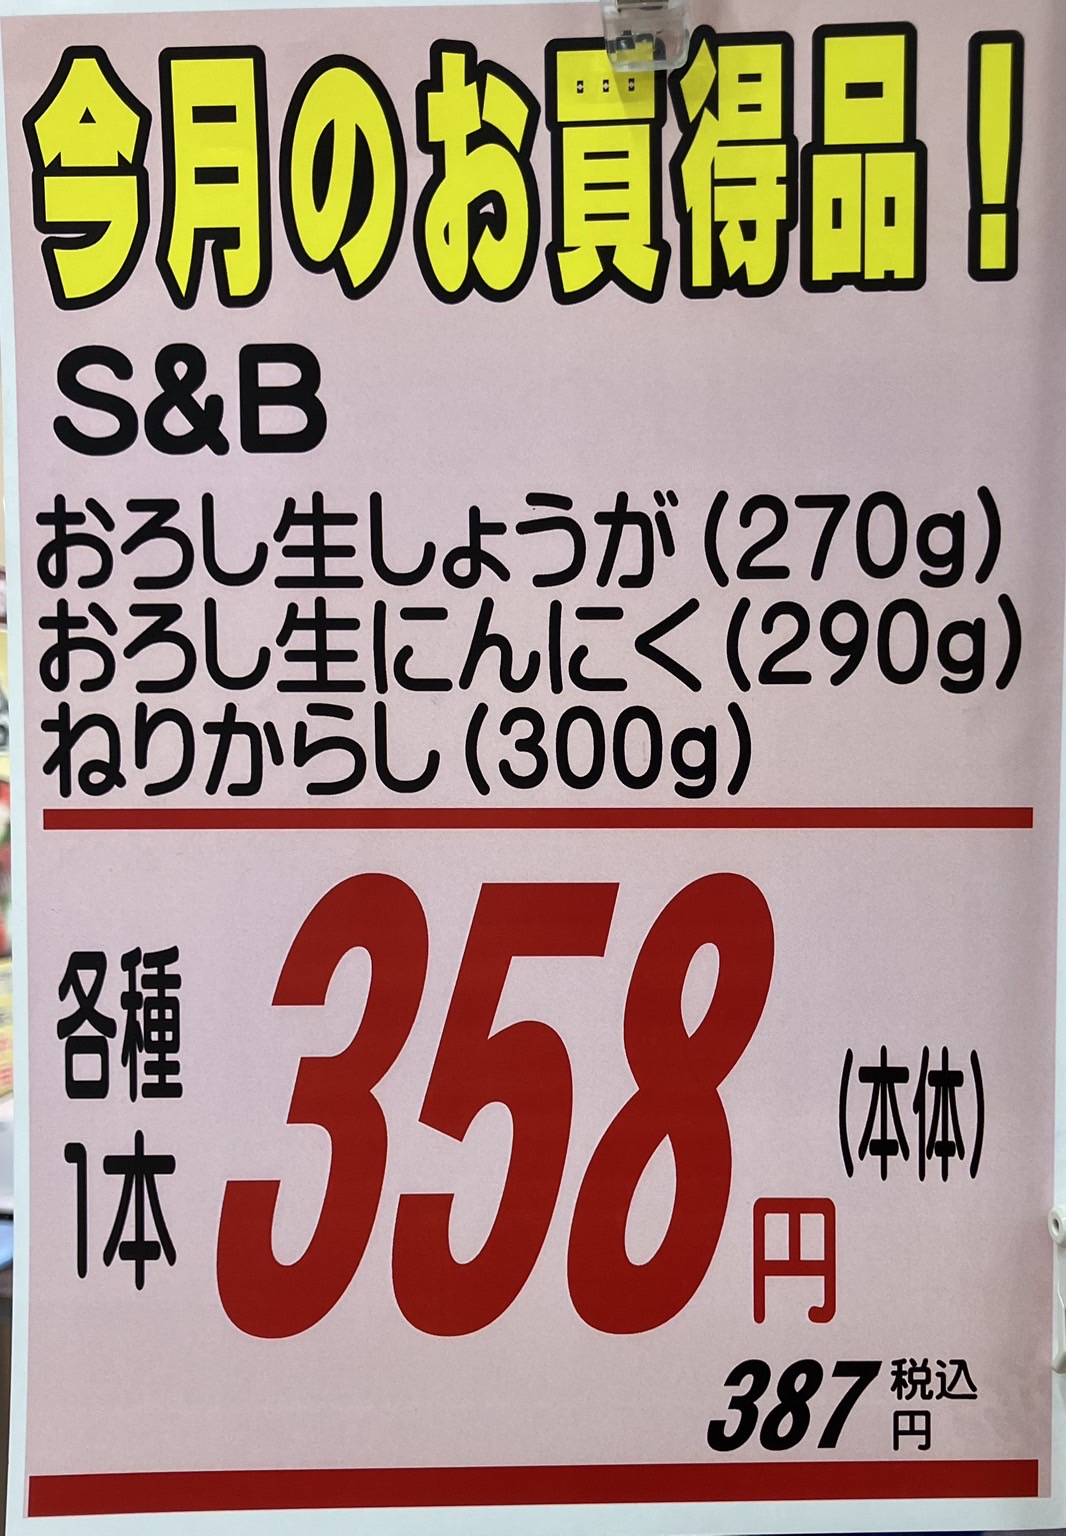 今月のお買得品！
S&B
おろし生しょうが(270g)
おろし生にんにく(290g)
ねりからし(300g)
各種
1本
358円
(本体)
387円
税込